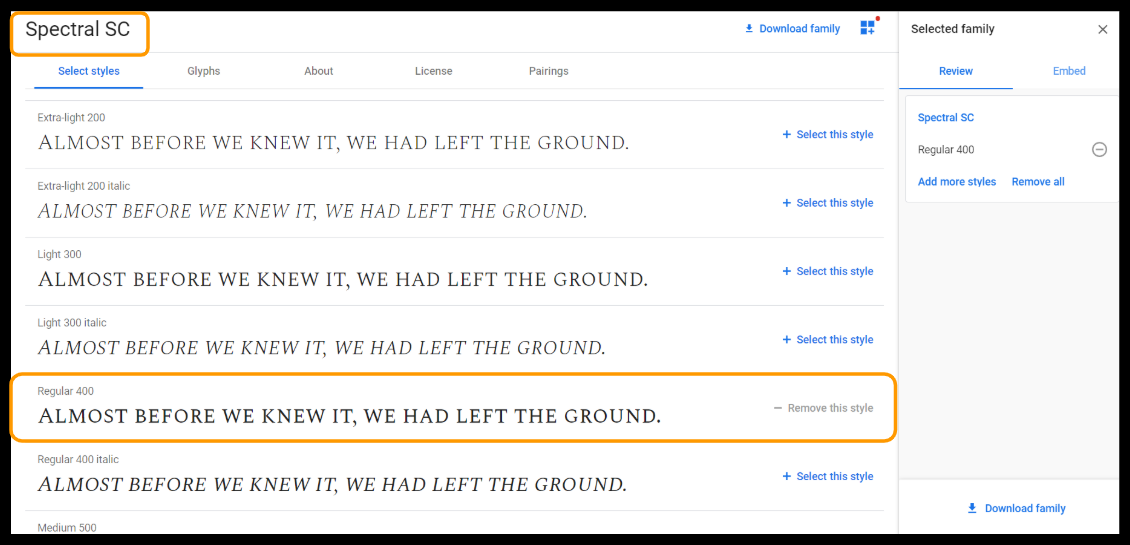 Spectral SC
Download family
Select styles Glyphs About License Pairings
Extra-light 200
Almost before we knew it, we had left the ground.
+ Select this style
Extra-light 200 italic
Almost before we knew it, we had left the ground.
+ Select this style
Light 300
Almost before we knew it, we had left the ground.
+ Select this style
Light 300 italic
Almost before we knew it, we had left the ground.
+ Select this style
Regular 400
Almost before we knew it, we had left the ground.
− Remove this style
Regular 400 italic
Almost before we knew it, we had left the ground.
+ Select this style
Medium 500
Selected family
Review Embed
Spectral SC
Regular 400
Add more styles Remove all
Download family